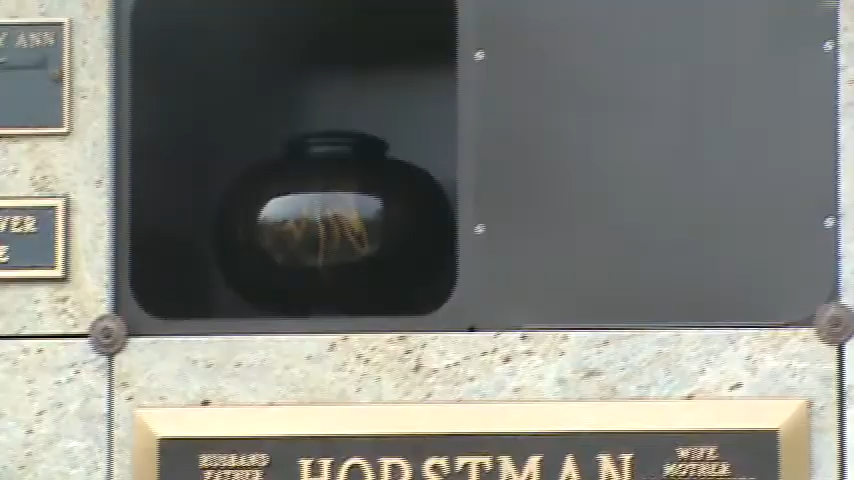 Y ANN
VER
E
HUSBAND
FATHER
HORSTMAN
WIFE
MOTHER